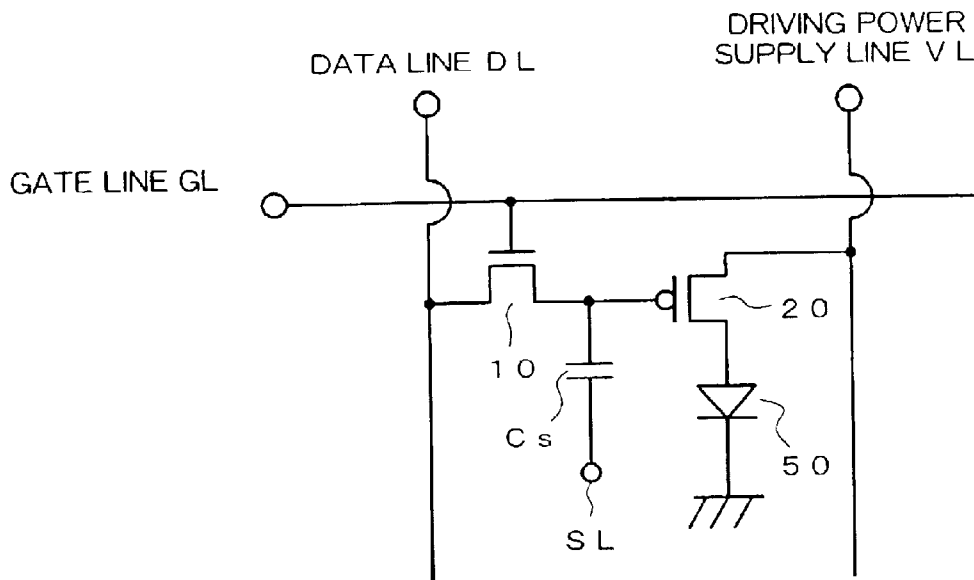 DRIVING POWER
SUPPLY LINE V L
DATA LINE D L
GATE LINE GL
1 0
2 0
C s
5 0
S L